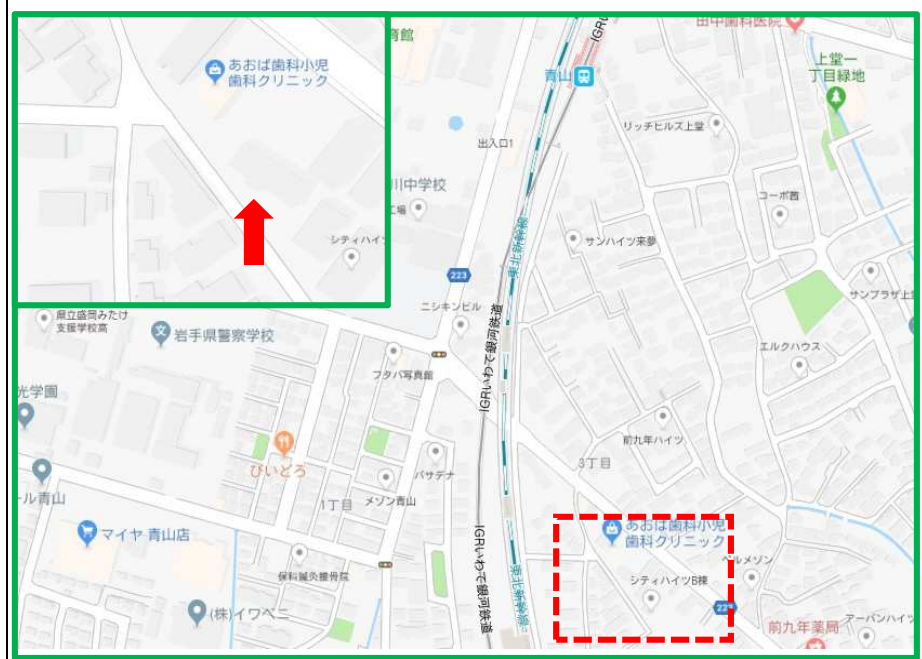 あおば歯科小児
歯科クリニック
シティハイ
育館
IGRい
田中歯科医院
青山
上堂一
丁目緑地
出入口1
リッチヒルズ上堂
川中学校
工場
コーポ茜
東北新幹線
サンハイツ来夢
223
ニシキンビル
サンプラザ上
県立盛岡みたけ
支援学校高
岩手県警察学校
IGRいわて銀河鉄道
エルクハウス
フタバ写真館
光学園
前九年ハイツ
びいどろ
パサデナ
3丁目
ール青山
1丁目
メゾン青山
マイヤ 青山店
あおば歯科小児
歯科クリニック
IGRいわて銀河鉄道
東北新幹線
ベルメゾン
保科鍼灸接骨院
シティハイツB棟
(株)イワベニ
223
前九年薬局
アーバンハイツ